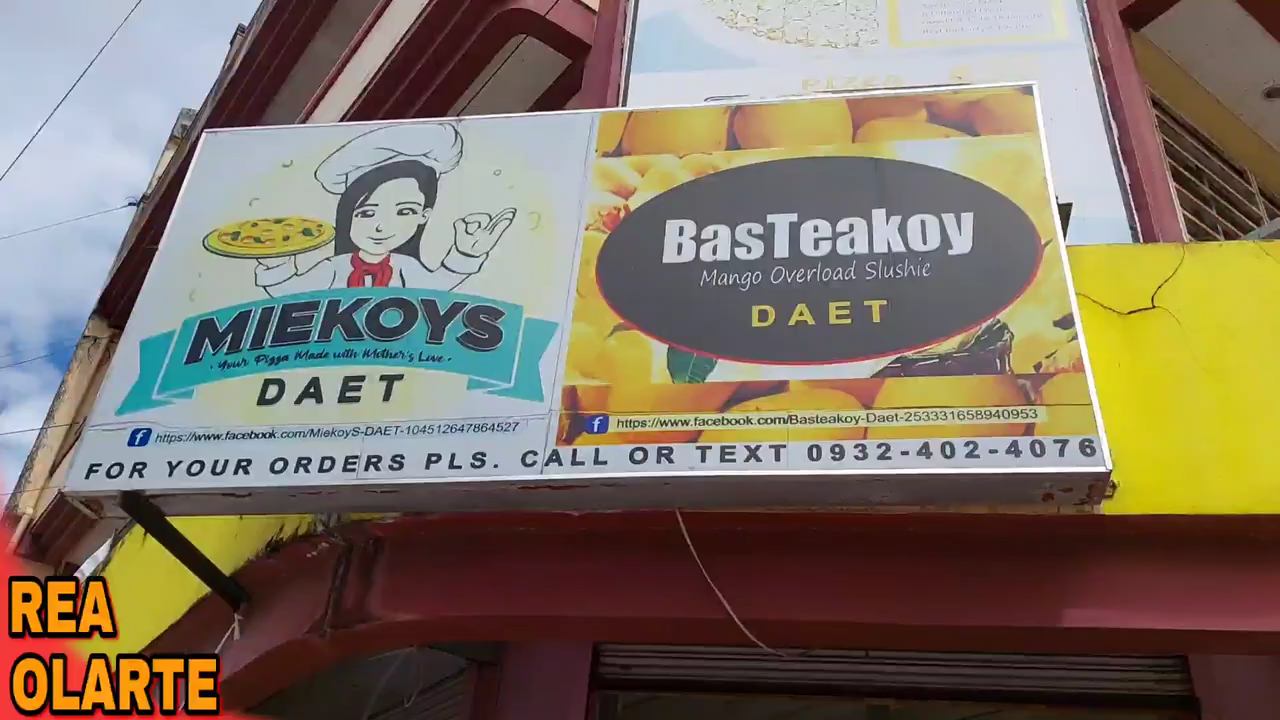 pizza
BasTeakoy
Mango Overload Slushie
DAET
MIEKOYS
Your Pizza Made with Mother's Love
DAET
https://www.facebook.com/MiekoyS-DAET-104512647864527
https://www.facebook.com/Basteakoy-Daet-253331658940953
FOR YOUR ORDERS PLS. CALL OR TEXT 0932-402-4076
REA
OLARTE